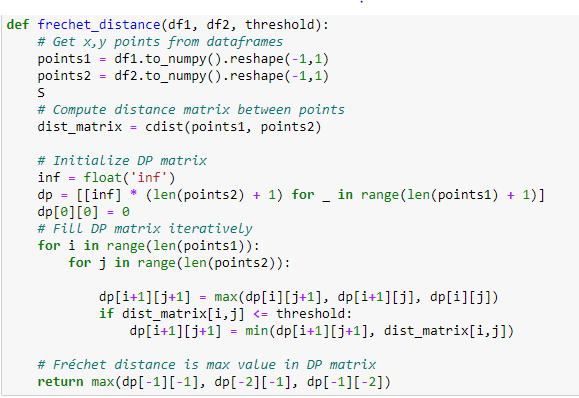 def frechet_distance(df1, df2, threshold):
    # Get x,y points from dataframes
    points1 = df1.to_numpy().reshape(-1,1)
    points2 = df2.to_numpy().reshape(-1,1)
    S
    # Compute distance matrix between points
    dist_matrix = cdist(points1, points2)

    # Initialize DP matrix
    inf = float('inf')
    dp = [[inf] * (len(points2) + 1) for _ in range(len(points1) + 1)]
    dp[0][0] = 0
    # Fill DP matrix iteratively
    for i in range(len(points1)):
        for j in range(len(points2)):

            dp[i+1][j+1] = max(dp[i][j+1], dp[i+1][j], dp[i][j])
            if dist_matrix[i,j] <= threshold:
                dp[i+1][j+1] = min(dp[i+1][j+1], dist_matrix[i,j])

    # Fréchet distance is max value in DP matrix
    return max(dp[-1][-1], dp[-2][-1], dp[-1][-2])